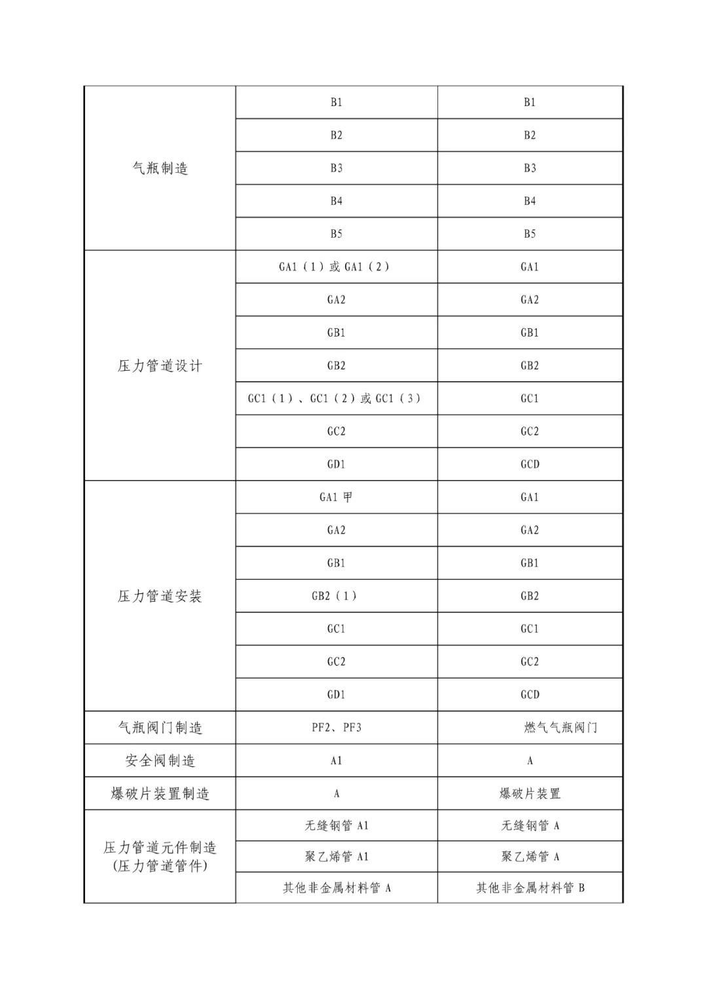 气瓶制造
B1 B1
B2 B2
B3 B3
B4 B4
B5 B5
压力管道设计
GA1（1）或 GA1（2） GA1
GA2 GA2
GB1 GB1
GB2 GB2
GC1（1）、GC1（2）或 GC1（3） GC1
GC2 GC2
GD1 GCD
压力管道安装
GA1 甲 GA1
GA2 GA2
GB1 GB1
GB2（1） GB2
GC1 GC1
GC2 GC2
GD1 GCD
气瓶阀门制造 PF2、PF3 燃气气瓶阀门
安全阀制造 A1 A
爆破片装置制造 A 爆破片装置
压力管道元件制造
(压力管道管件)
无缝钢管 A1 无缝钢管 A
聚乙烯管 A1 聚乙烯管 A
其他非金属材料管 A 其他非金属材料管 B